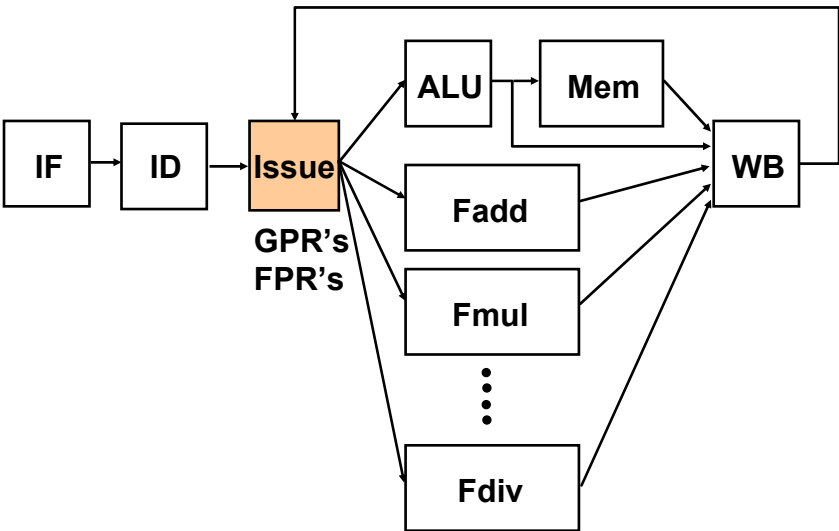 IF
ID
Issue
GPR's
FPR's
ALU
Mem
Fadd
Fmul
Fdiv
WB